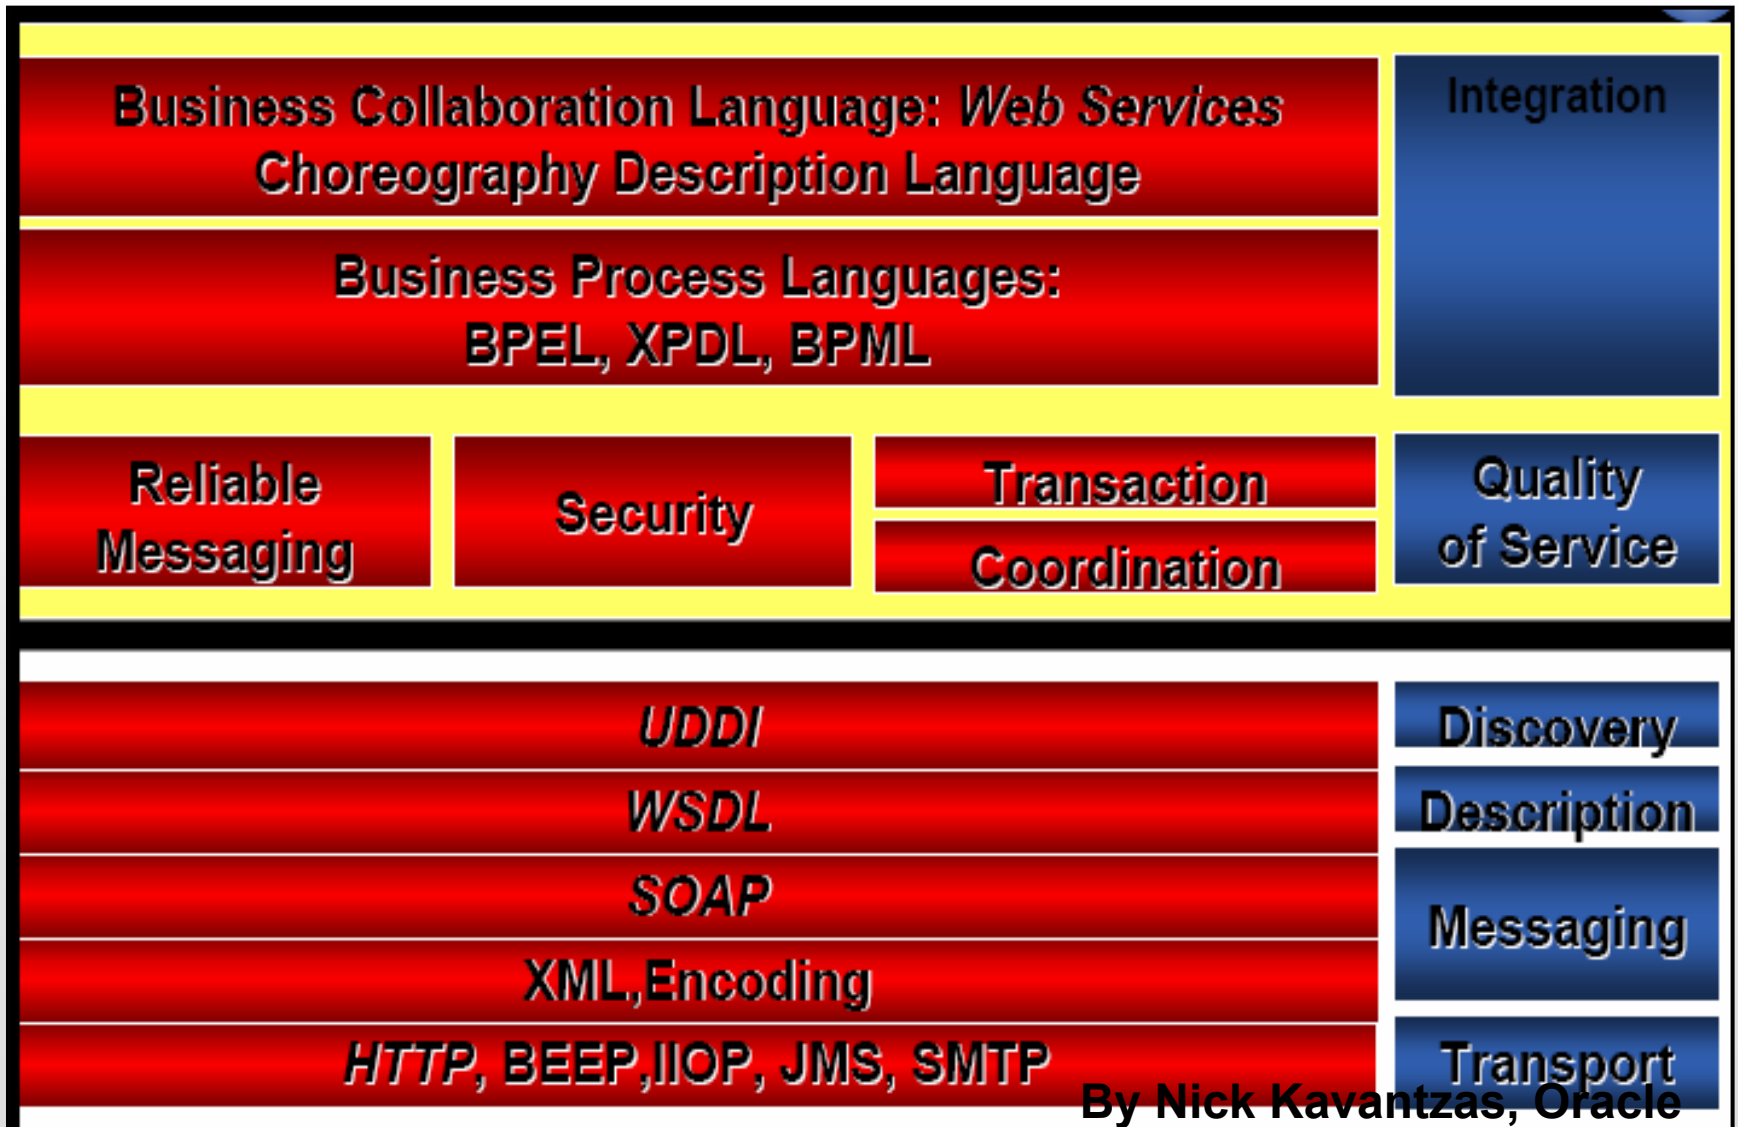 Business Collaboration Language: Web Services
Choreography Description Language
Integration
Business Process Languages:
BPEL, XPDL, BPML
Reliable
Messaging
Security
Transaction
Coordination
Quality
of Service
UDDI
Discovery
WSDL
Description
SOAP
XML,Encoding
Messaging
HTTP, BEEP,IIOP, JMS, SMTP
Transport
By Nick Kavantzas, Oracle